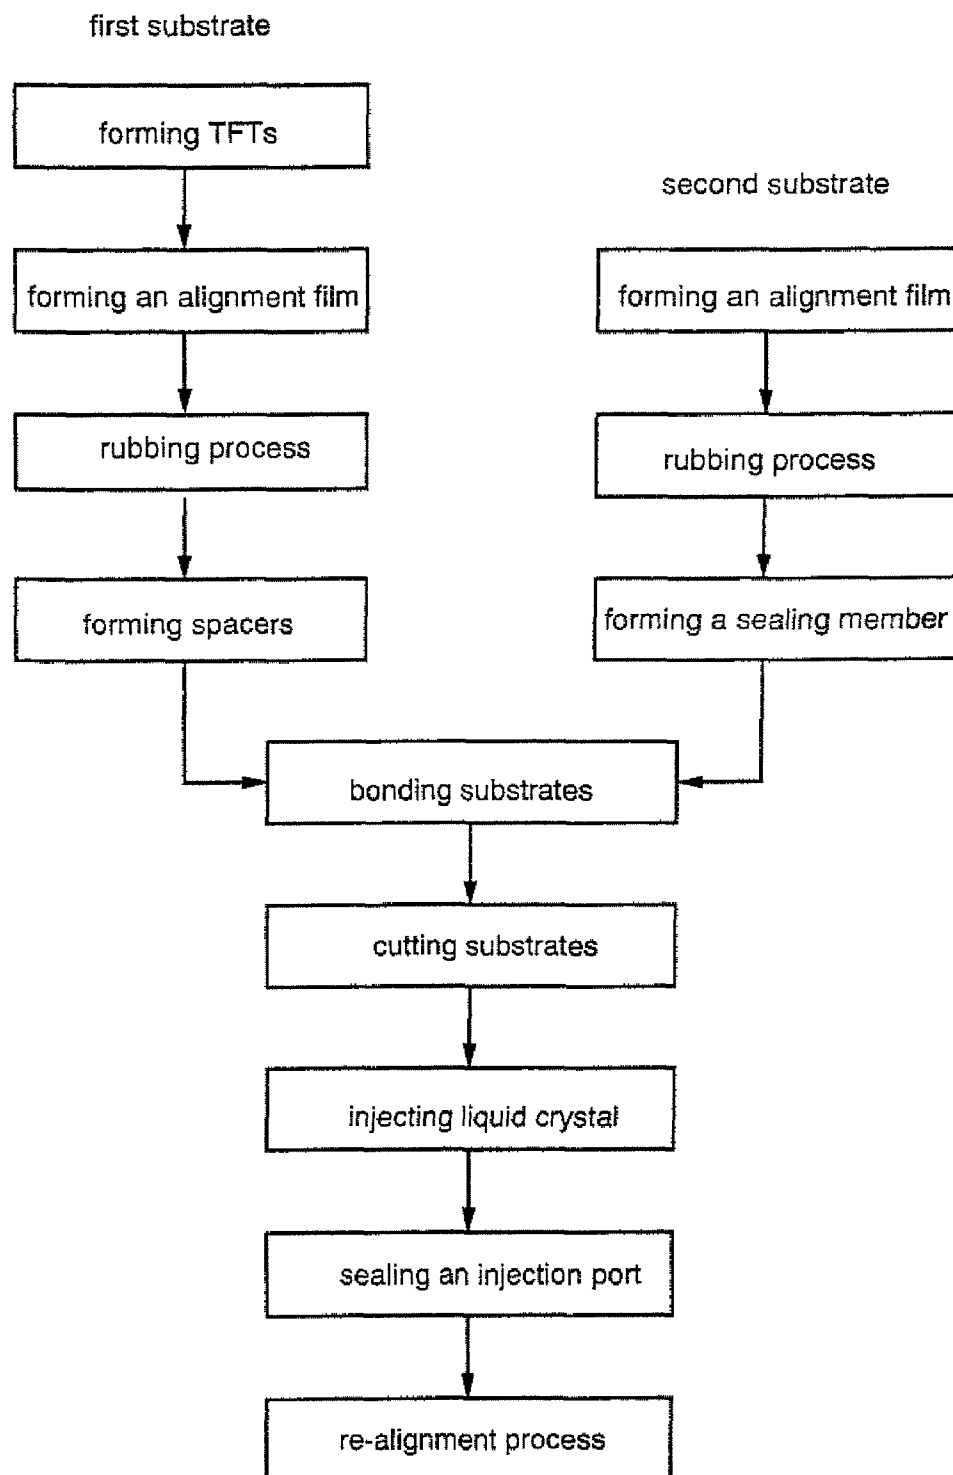 first substrate
forming TFTs
second substrate
forming an alignment film
forming an alignment film
rubbing process
rubbing process
forming spacers
forming a sealing member
bonding substrates
cutting substrates
injecting liquid crystal
sealing an injection port
re-alignment process